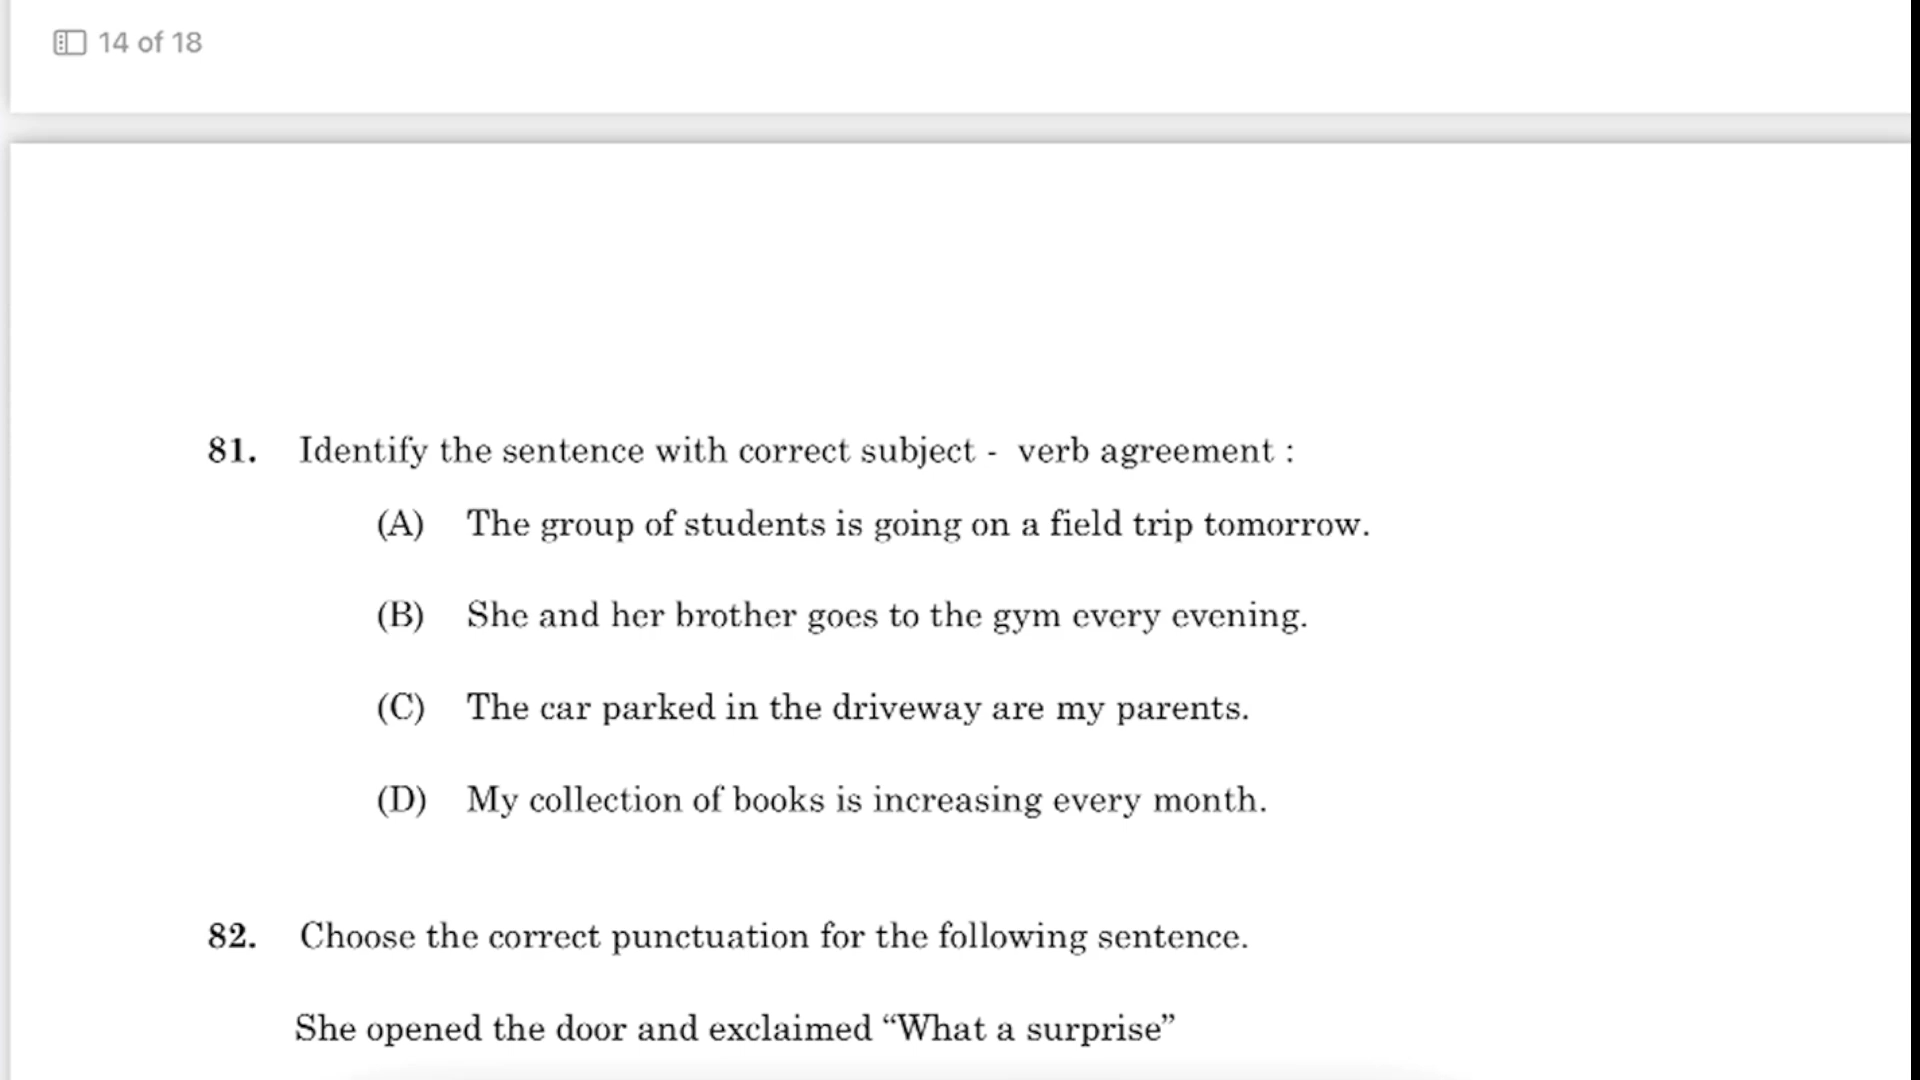 14 of 18
81. Identify the sentence with correct subject - verb agreement :
(A) The group of students is going on a field trip tomorrow.
(B) She and her brother goes to the gym every evening.
(C) The car parked in the driveway are my parents.
(D) My collection of books is increasing every month.
82. Choose the correct punctuation for the following sentence.
She opened the door and exclaimed “What a surprise”